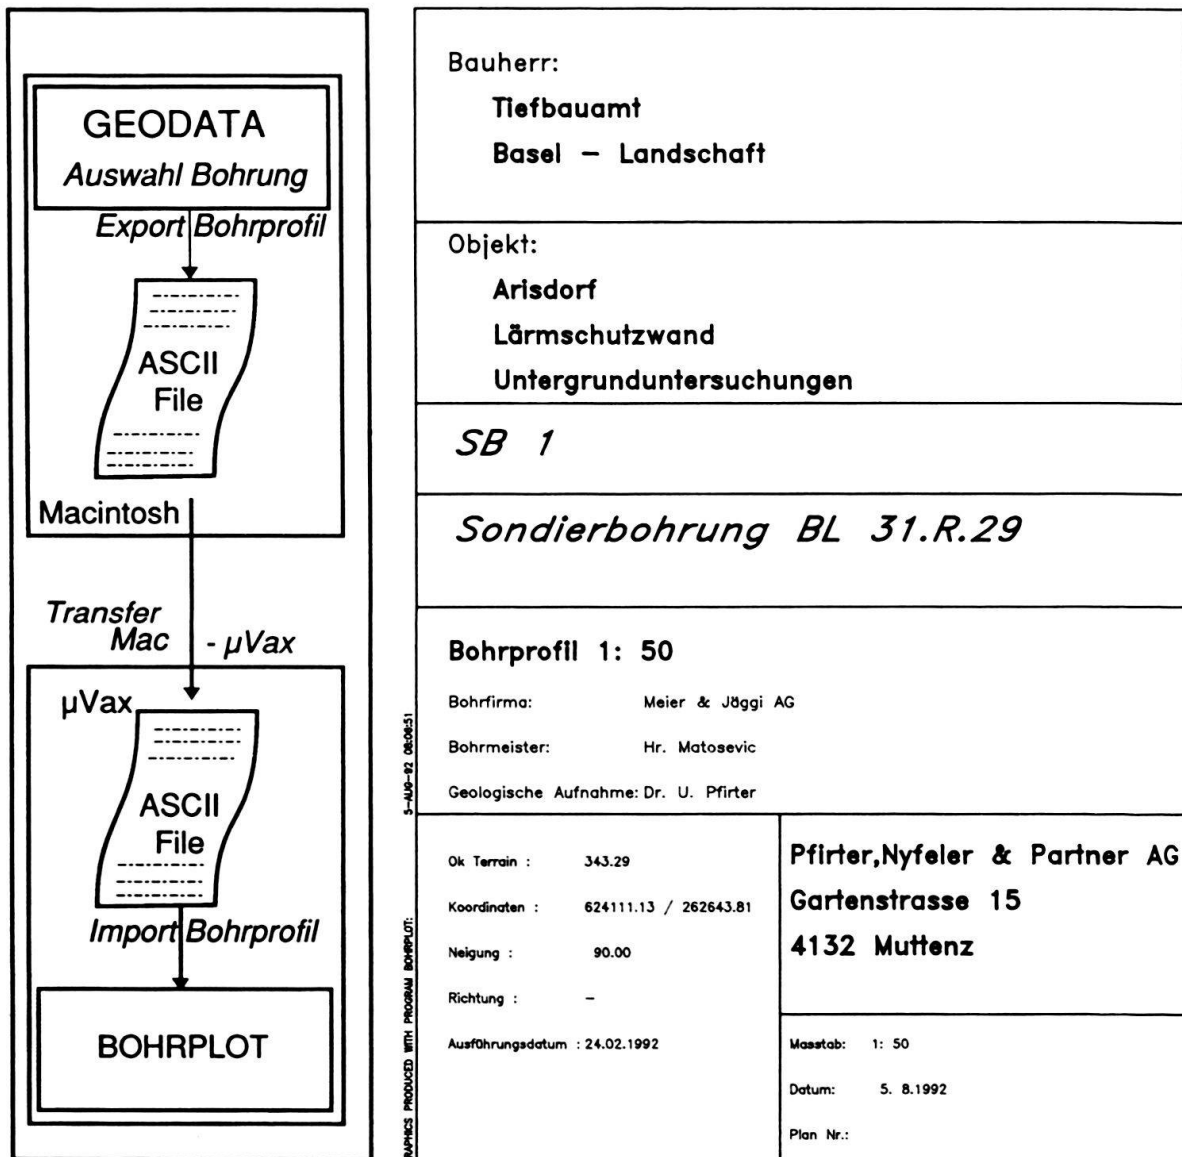 GEODATA
Auswahl Bohrung
Export Bohrprofil
ASCII
File
Macintosh
Transfer
Mac - µVax
µVax
ASCII
File
Import Bohrprofil
BOHRPLOT
Bauherr:
Tiefbauamt
Basel – Landschaft
Objekt:
Arisdorf
Lärmschutzwand
Untergrunduntersuchungen
SB 1
Sondierbohrung BL 31.R.29
Bohrprofil 1: 50
Bohrfirma: Meier & Jäggi AG
Bohrmeister: Hr. Matosevic
Geologische Aufnahme: Dr. U. Pfirter
RAPHICS PRODUCED WITH PROGRAM BOHRPLOT: 5-AUG-92 08:08:51
Ok Terrain : 343.29
Koordinaten : 624111.13 / 262643.81
Neigung : 90.00
Richtung : –
Ausführungsdatum : 24.02.1992
Pfirter,Nyfeler & Partner AG
Gartenstrasse 15
4132 Muttenz
Masstab: 1: 50
Datum: 5. 8.1992
Plan Nr.: